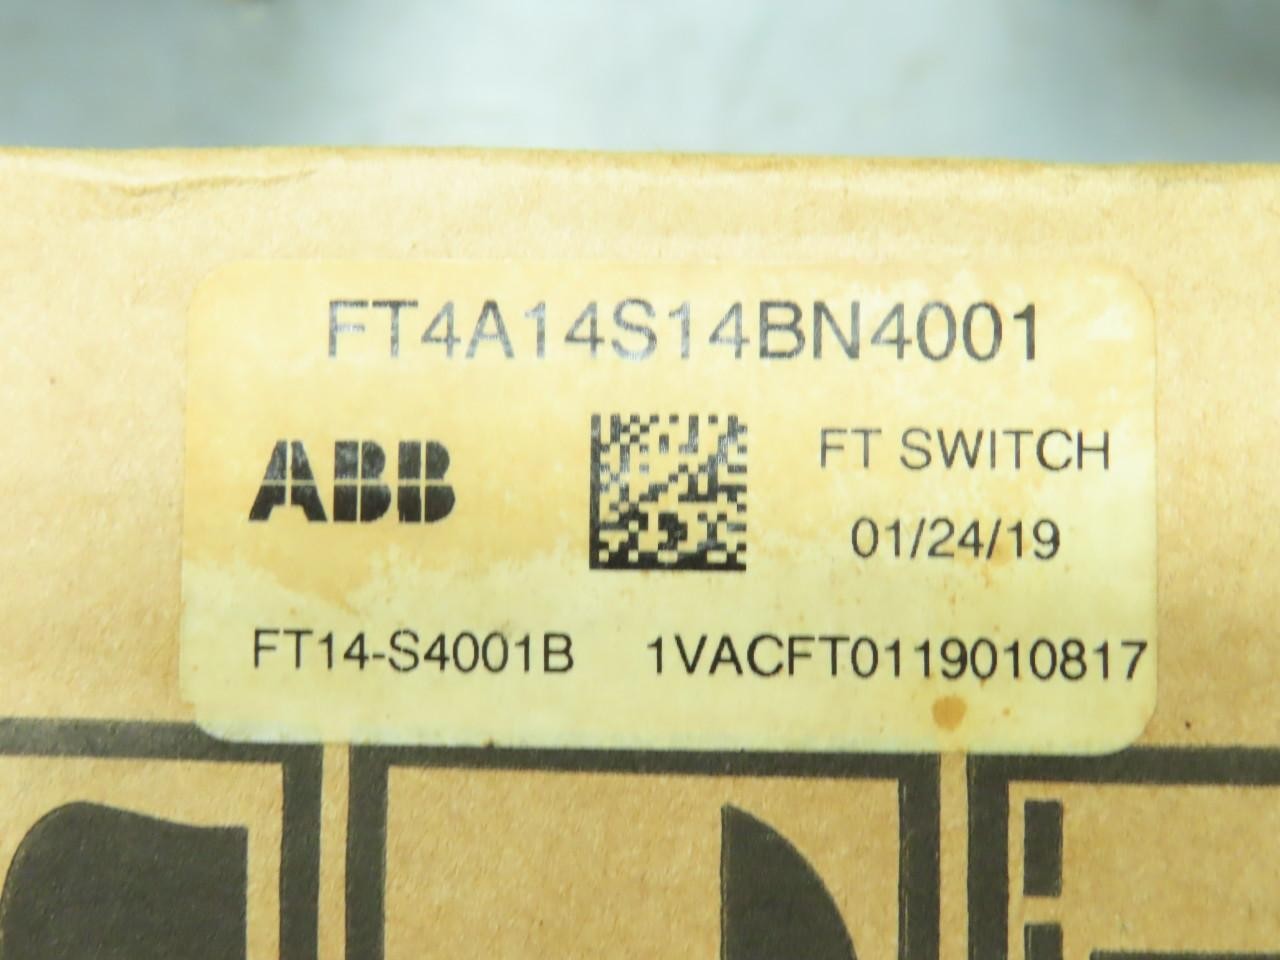 FT4A14S14BN4001
ABB
FT SWITCH
01/24/19
FT14-S4001B 1VACFT0119010817